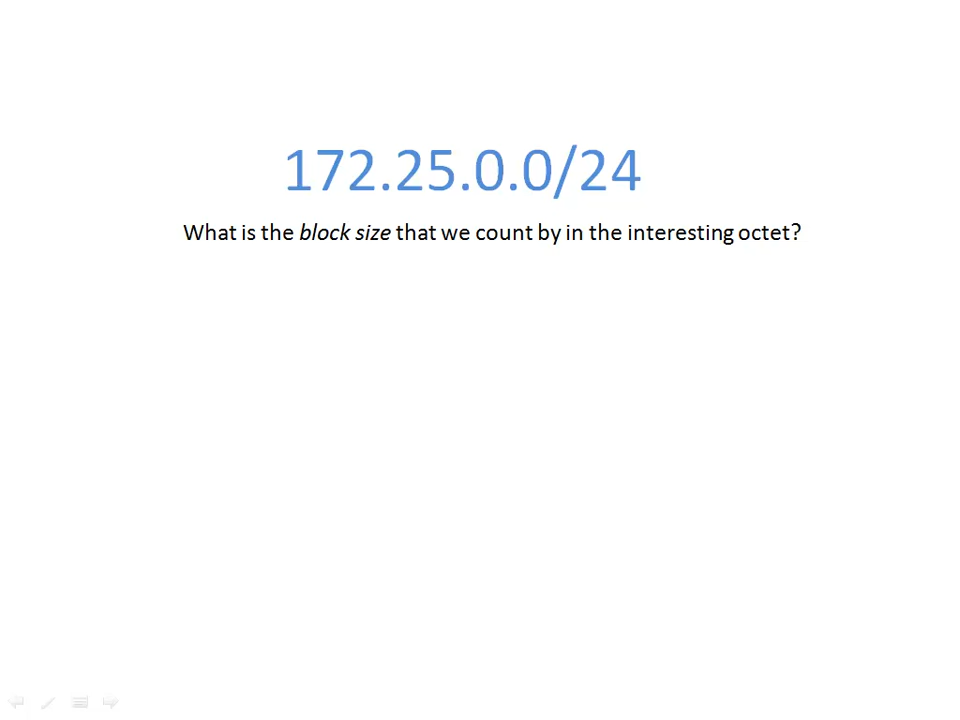 172.25.0.0/24
What is the block size that we count by in the interesting octet?